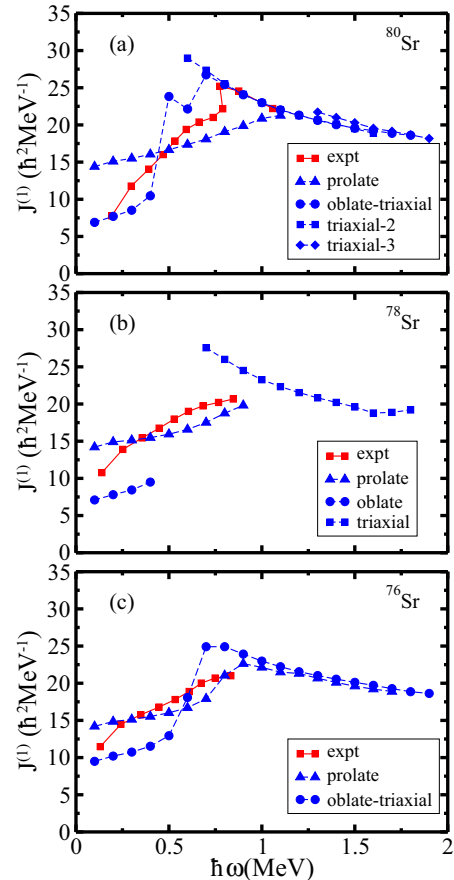 35
(a)
⁸⁰Sr
30
25
20
15
10
5
0
J⁽¹⁾ (ħ²MeV⁻¹)
expt
prolate
oblate-triaxial
triaxial-2
triaxial-3
35
(b)
⁷⁸Sr
30
25
20
15
10
5
0
J⁽¹⁾ (ħ²MeV⁻¹)
expt
prolate
oblate
triaxial
35
(c)
⁷⁶Sr
30
25
20
15
10
5
0
J⁽¹⁾ (ħ²MeV⁻¹)
expt
prolate
oblate-triaxial
0 0.5 1 1.5 2
ħω(MeV)